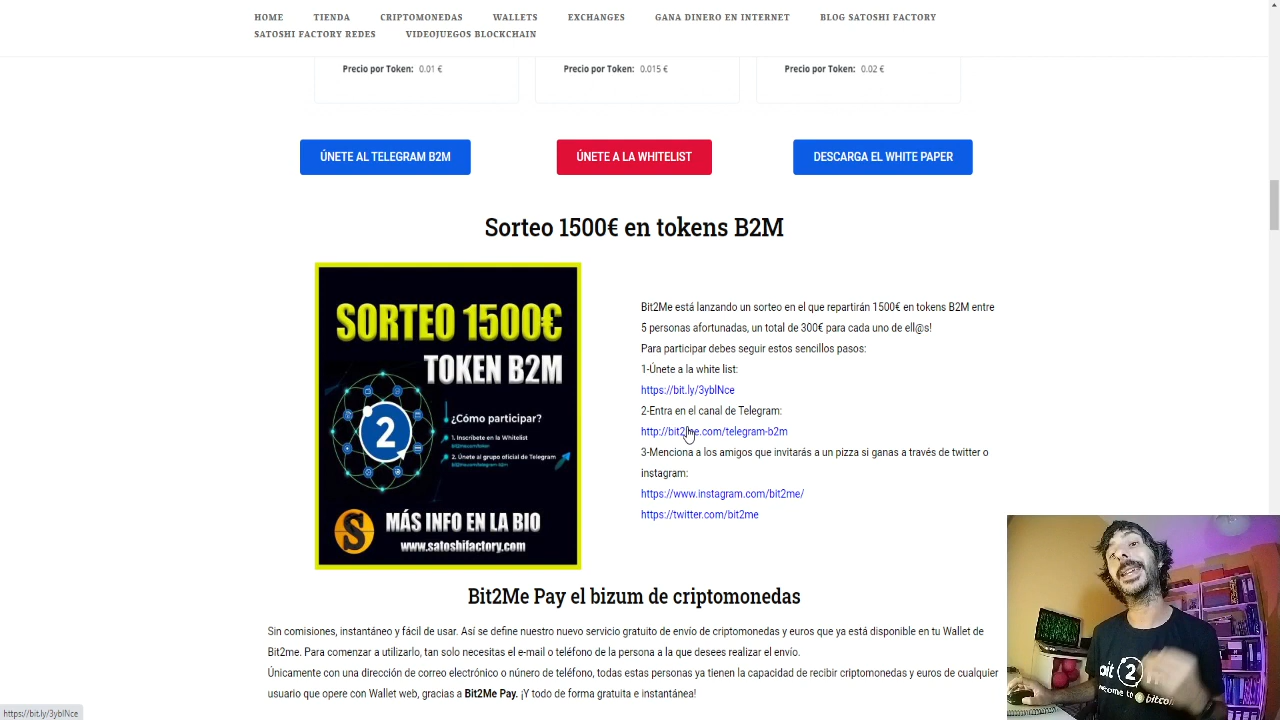 HOME TIENDA CRIPTOMONEDAS WALLETS EXCHANGES GANA DINERO EN INTERNET BLOG SATOSHI FACTORY
SATOSHI FACTORY REDES VIDEOJUEGOS BLOCKCHAIN
Precio por Token: 0.01 € Precio por Token: 0.015 € Precio por Token: 0.02 €
ÚNETE AL TELEGRAM B2M ÚNETE A LA WHITELIST DESCARGA EL WHITE PAPER
Sorteo 1500€ en tokens B2M
SORTEO 1500€
TOKEN B2M
2
¿Cómo participar?
1. Inscríbete en la Whitelist
2. Únete al grupo oficial de Telegram
MÁS INFO EN LA BIO
www.satoshifactory.com
Bit2Me está lanzando un sorteo en el que repartirán 1500€ en tokens B2M entre
5 personas afortunadas, un total de 300€ para cada uno de ell@s!
Para participar debes seguir estos sencillos pasos:
1-Únete a la white list:
https://bit.ly/3yblNce
2-Entra en el canal de Telegram:
http://bit2me.com/telegram-b2m
3-Menciona a los amigos que invitarás a un pizza si ganas a través de twitter o
instagram:
https://www.instagram.com/bit2me/
https://twitter.com/bit2me
Bit2Me Pay el bizum de criptomonedas
Sin comisiones, instantáneo y fácil de usar. Así se define nuestro nuevo servicio gratuito de envío de criptomonedas y euros que ya está disponible en tu Wallet de
Bit2me. Para comenzar a utilizarlo, tan solo necesitas el e-mail o teléfono de la persona a la que desees realizar el envío.
Únicamente con una dirección de correo electrónico o núnero de teléfono, todas estas personas ya tienen la capacidad de recibir criptomonedas y euros de cualquier
usuario que opere con Wallet web, gracias a Bit2Me Pay. ¡Y todo de forma gratuita e instantánea!
https://bit.ly/3yblNce